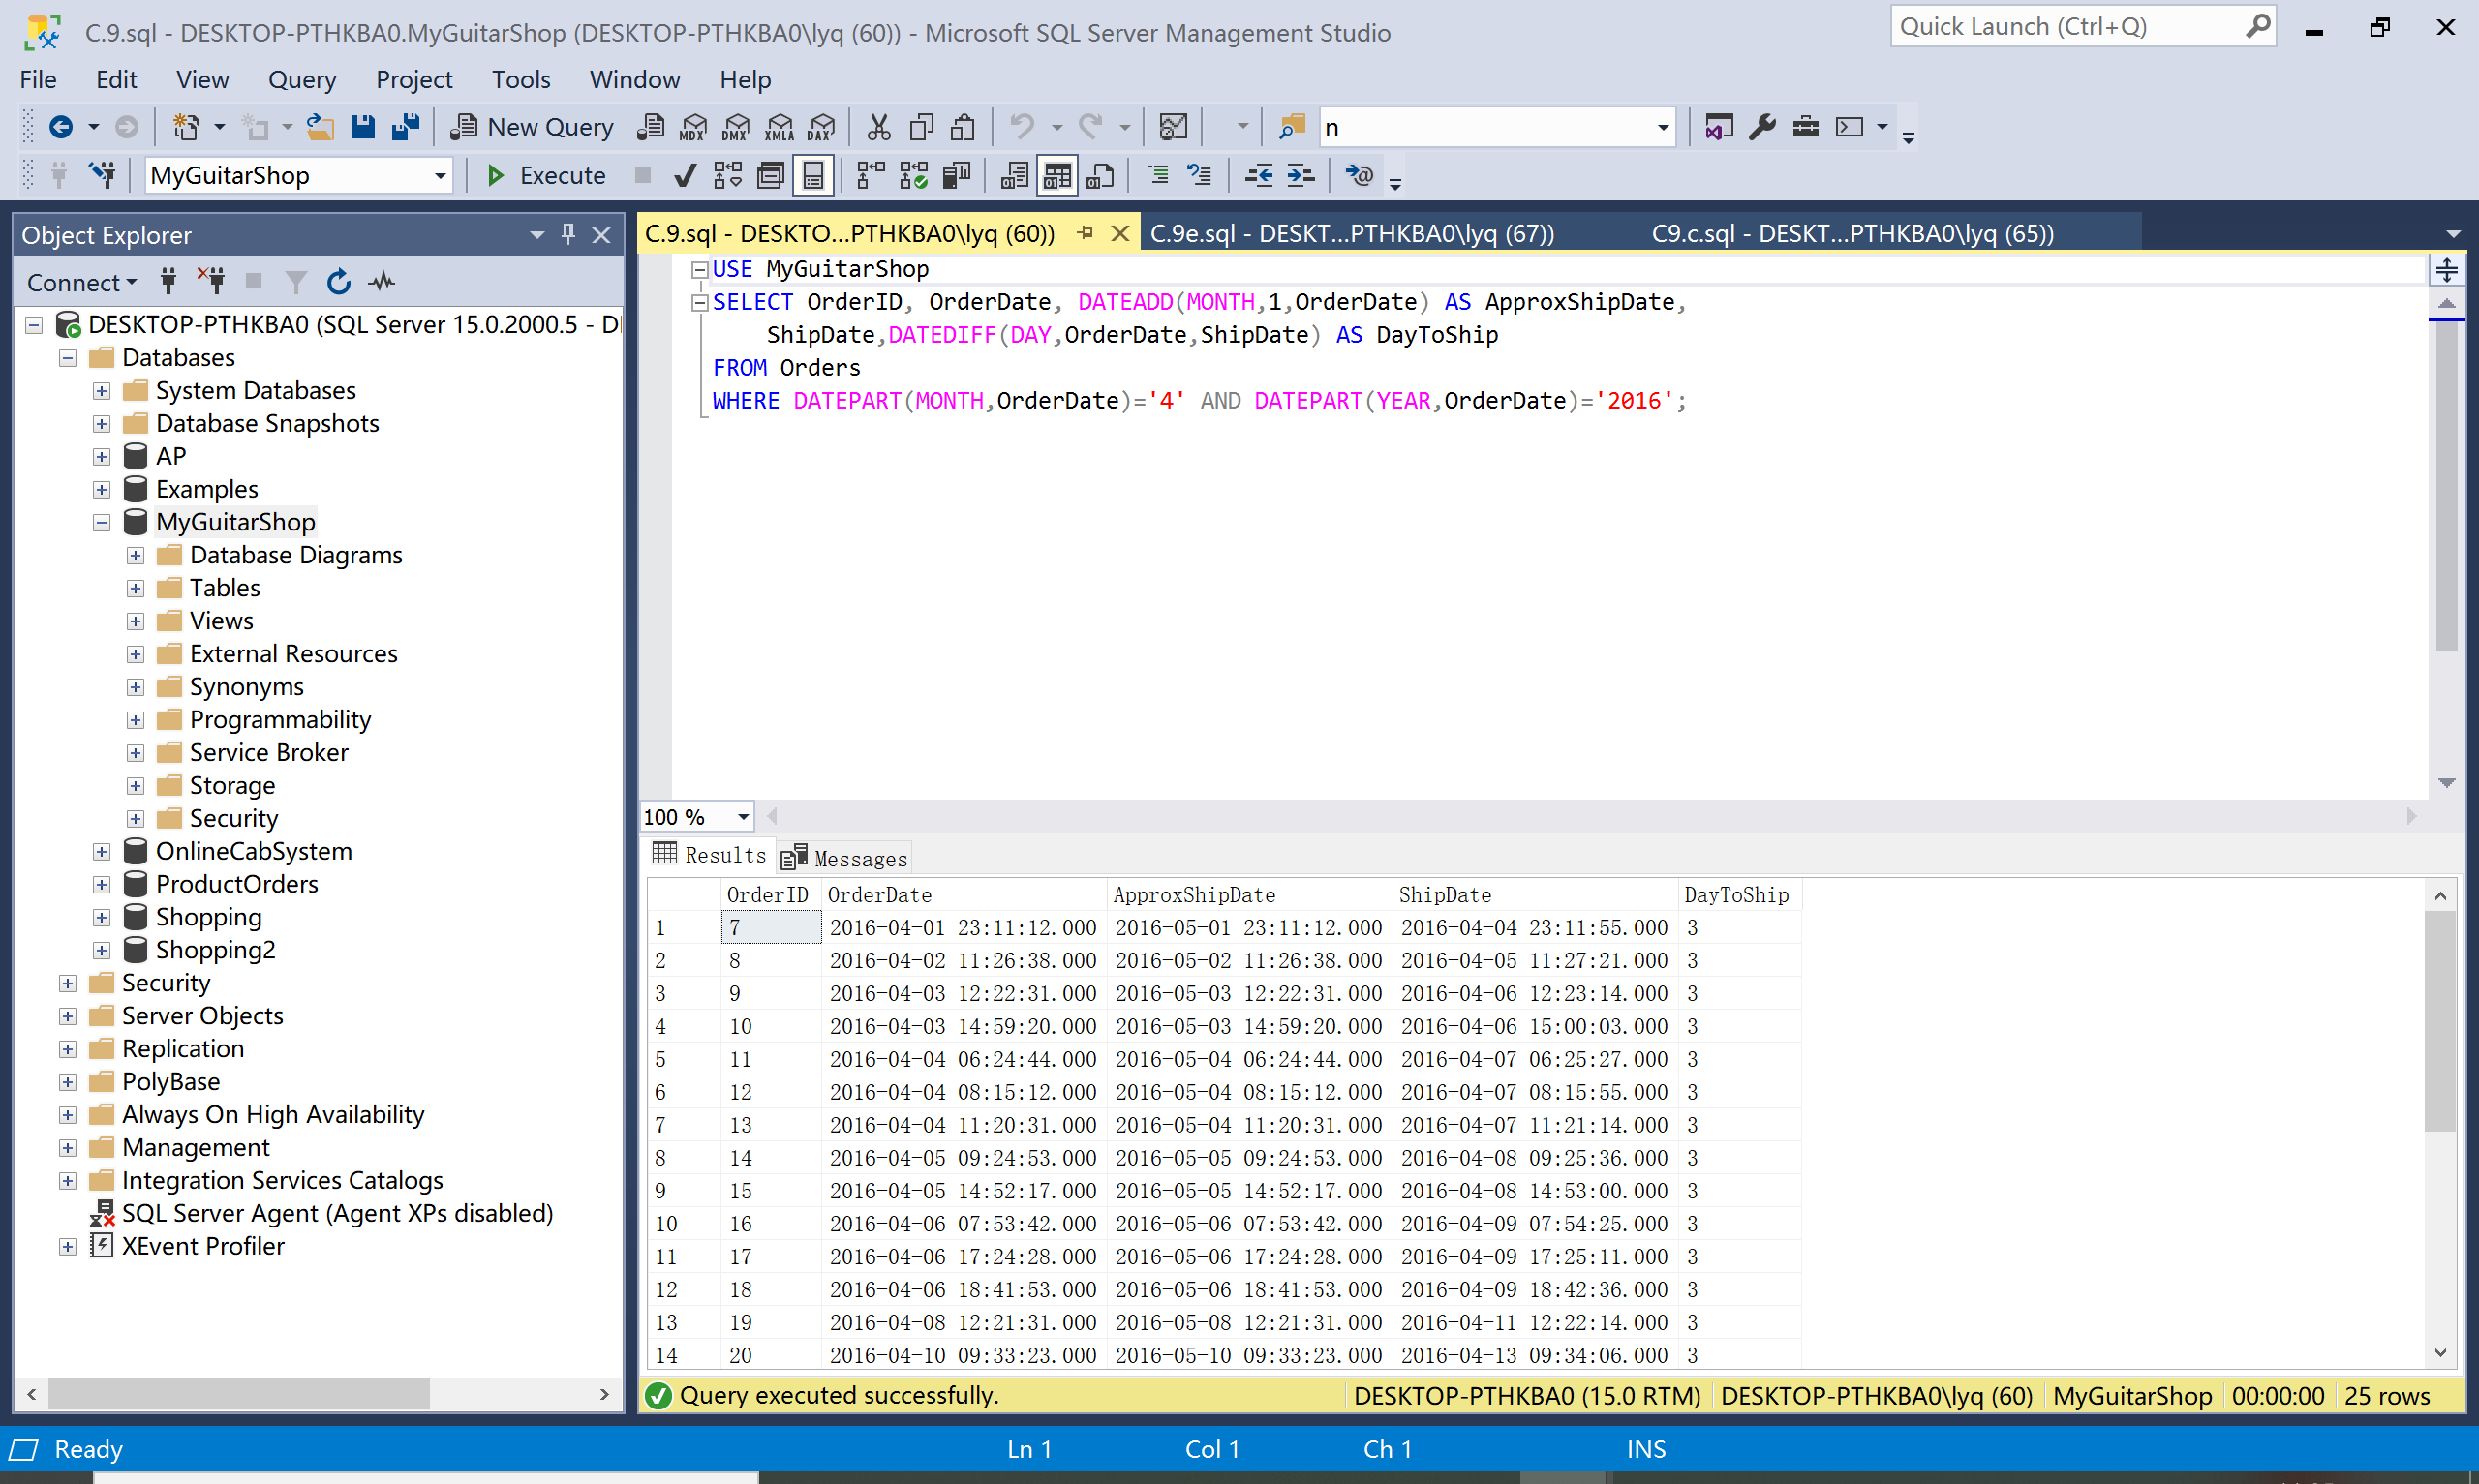 C.9.sql - DESKTOP-PTHKBA0.MyGuitarShop (DESKTOP-PTHKBA0\lyq (60)) - Microsoft SQL Server Management Studio
Quick Launch (Ctrl+Q)
File Edit View Query Project Tools Window Help
New Query MDX DMX XMLA DAX n
MyGuitarShop Execute
Object Explorer
Connect
DESKTOP-PTHKBA0 (SQL Server 15.0.2000.5 - D
Databases
System Databases
Database Snapshots
AP
Examples
MyGuitarShop
Database Diagrams
Tables
Views
External Resources
Synonyms
Programmability
Service Broker
Storage
Security
OnlineCabSystem
ProductOrders
Shopping
Shopping2
Security
Server Objects
Replication
PolyBase
Always On High Availability
Management
Integration Services Catalogs
SQL Server Agent (Agent XPs disabled)
XEvent Profiler
C.9.sql - DESKTO...PTHKBA0\lyq (60)) C.9e.sql - DESKT...PTHKBA0\lyq (67)) C9.c.sql - DESKT...PTHKBA0\lyq (65))
USE MyGuitarShop
SELECT OrderID, OrderDate, DATEADD(MONTH,1,OrderDate) AS ApproxShipDate,
ShipDate,DATEDIFF(DAY,OrderDate,ShipDate) AS DayToShip
FROM Orders
WHERE DATEPART(MONTH,OrderDate)='4' AND DATEPART(YEAR,OrderDate)='2016';
100 %
Results Messages
OrderID OrderDate ApproxShipDate ShipDate DayToShip
1 7 2016-04-01 23:11:12.000 2016-05-01 23:11:12.000 2016-04-04 23:11:55.000 3
2 8 2016-04-02 11:26:38.000 2016-05-02 11:26:38.000 2016-04-05 11:27:21.000 3
3 9 2016-04-03 12:22:31.000 2016-05-03 12:22:31.000 2016-04-06 12:23:14.000 3
4 10 2016-04-03 14:59:20.000 2016-05-03 14:59:20.000 2016-04-06 15:00:03.000 3
5 11 2016-04-04 06:24:44.000 2016-05-04 06:24:44.000 2016-04-07 06:25:27.000 3
6 12 2016-04-04 08:15:12.000 2016-05-04 08:15:12.000 2016-04-07 08:15:55.000 3
7 13 2016-04-04 11:20:31.000 2016-05-04 11:20:31.000 2016-04-07 11:21:14.000 3
8 14 2016-04-05 09:24:53.000 2016-05-05 09:24:53.000 2016-04-08 09:25:36.000 3
9 15 2016-04-05 14:52:17.000 2016-05-05 14:52:17.000 2016-04-08 14:53:00.000 3
10 16 2016-04-06 07:53:42.000 2016-05-06 07:53:42.000 2016-04-09 07:54:25.000 3
11 17 2016-04-06 17:24:28.000 2016-05-06 17:24:28.000 2016-04-09 17:25:11.000 3
12 18 2016-04-06 18:41:53.000 2016-05-06 18:41:53.000 2016-04-09 18:42:36.000 3
13 19 2016-04-08 12:21:31.000 2016-05-08 12:21:31.000 2016-04-11 12:22:14.000 3
14 20 2016-04-10 09:33:23.000 2016-05-10 09:33:23.000 2016-04-13 09:34:06.000 3
Query executed successfully. DESKTOP-PTHKBA0 (15.0 RTM) DESKTOP-PTHKBA0\lyq (60) MyGuitarShop 00:00:00 25 rows
Ready Ln 1 Col 1 Ch 1 INS